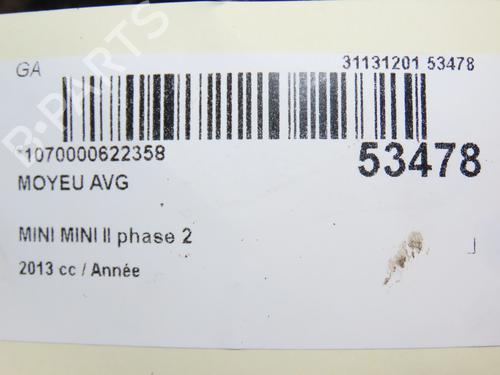 GA 31131201 53478
*1070000622358 53478
MOYEU AVG
MINI MINI II phase 2
2013 cc / Année
B-PARTS